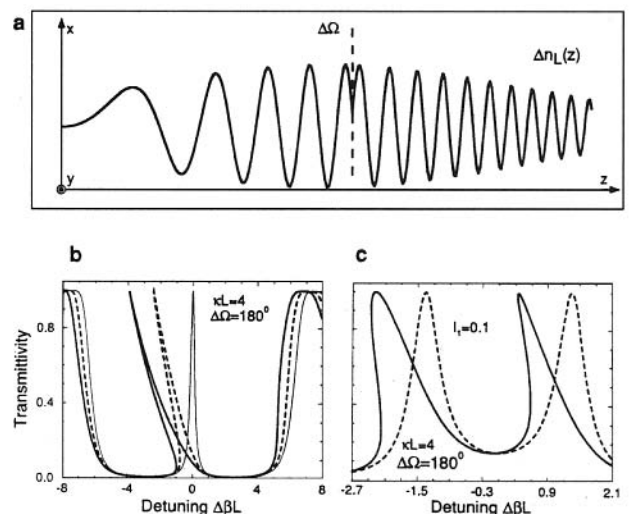 a
x
ΔΩ
Δn_L(z)
y
z
b
c
Transmittivity
0.8
0.4
0.0
κL=4
ΔΩ=180°
-8
-4
0
4
8
Detuning ΔβL
I₁=0.1
κL=4
ΔΩ=180°
-2.7
-1.5
-0.3
0.9
2.1
Detuning ΔβL